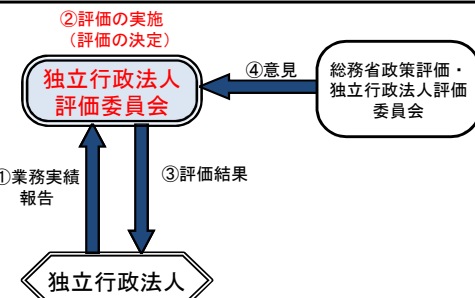 ②評価の実施
（評価の決定）
独立行政法人
評価委員会
④意見
総務省政策評価・
独立行政法人評価
委員会
①業務実績
報告
③評価結果
独立行政法人